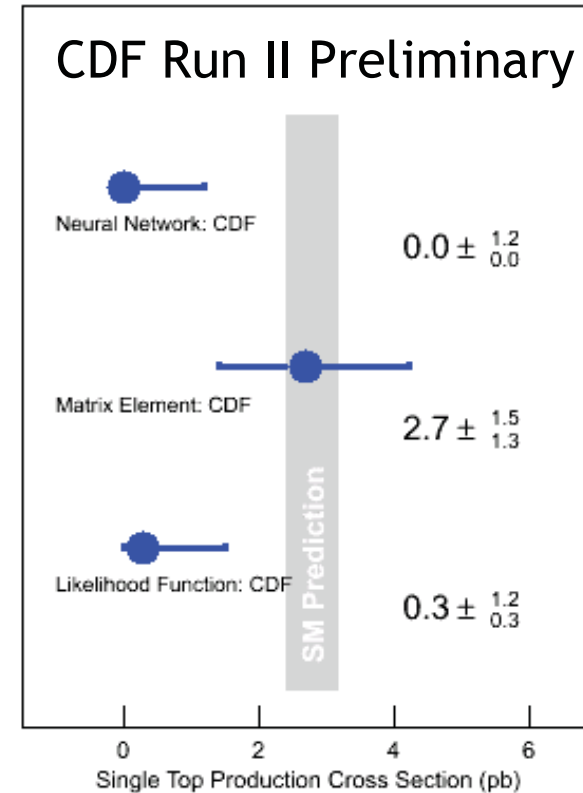 CDF Run II Preliminary
Neural Network: CDF
0.0 ± 1.2
0.0
Matrix Element: CDF
2.7 ± 1.5
1.3
SM Prediction
Likelihood Function: CDF
0.3 ± 1.2
0.3
0 2 4 6
Single Top Production Cross Section (pb)